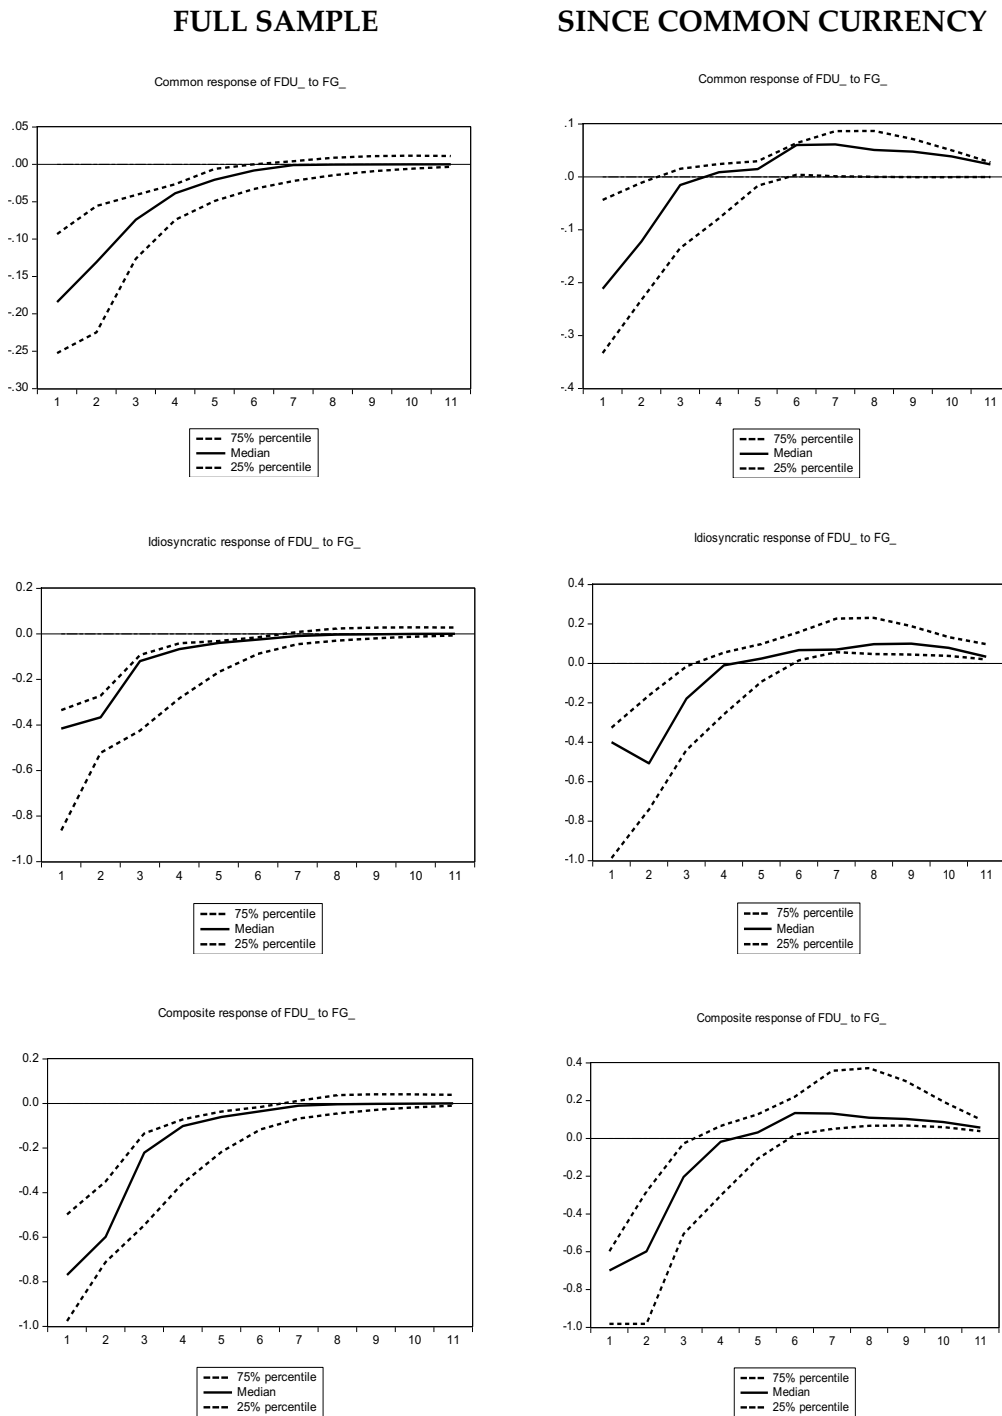 FULL SAMPLE
SINCE COMMON CURRENCY
Common response of FDU_ to FG_
.05
.00
-.05
-.10
-.15
-.20
-.25
-.30
1 2 3 4 5 6 7 8 9 10 11
75% percentile
Median
25% percentile
Common response of FDU_ to FG_
.1
.0
-.1
-.2
-.3
-.4
1 2 3 4 5 6 7 8 9 10 11
75% percentile
Median
25% percentile
Idiosyncratic response of FDU_ to FG_
0.2
0.0
-0.2
-0.4
-0.6
-0.8
-1.0
1 2 3 4 5 6 7 8 9 10 11
75% percentile
Median
25% percentile
Idiosyncratic response of FDU_ to FG_
0.4
0.2
0.0
-0.2
-0.4
-0.6
-0.8
-1.0
1 2 3 4 5 6 7 8 9 10 11
75% percentile
Median
25% percentile
Composite response of FDU_ to FG_
0.2
0.0
-0.2
-0.4
-0.6
-0.8
-1.0
1 2 3 4 5 6 7 8 9 10 11
75% percentile
Median
25% percentile
Composite response of FDU_ to FG_
0.4
0.2
0.0
-0.2
-0.4
-0.6
-0.8
-1.0
1 2 3 4 5 6 7 8 9 10 11
75% percentile
Median
25% percentile